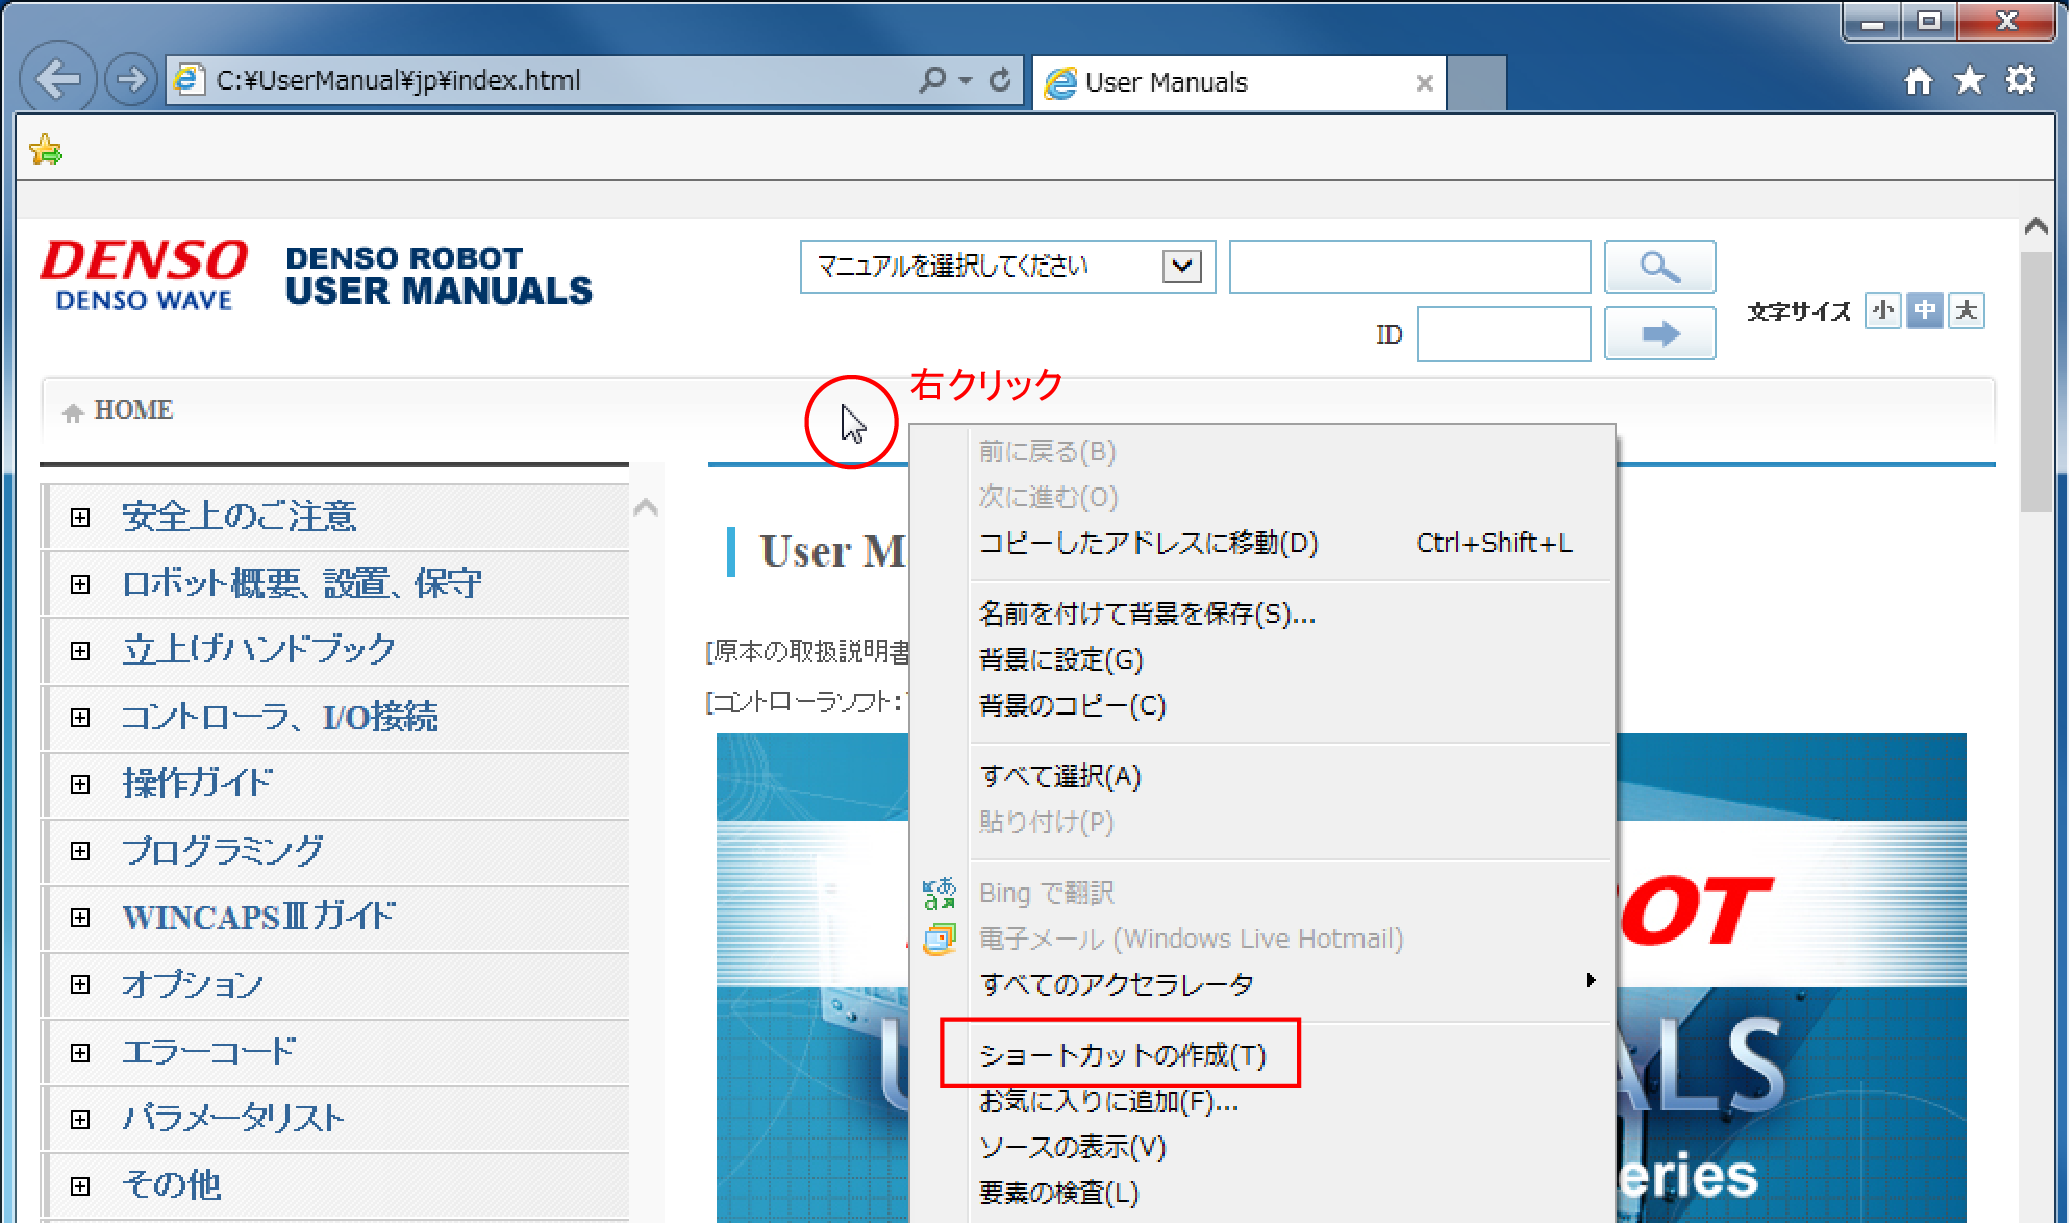 C:¥UserManual¥jp¥index.html
User Manuals
DENSO
DENSO WAVE
DENSO ROBOT
USER MANUALS
マニュアルを選択してください
ID
文字サイズ 小 中 大
右クリック
HOME
安全上のご注意
ロボット概要、設置、保守
立上げハンドブック
コントローラ、I/O接続
操作ガイド
プログラミング
WINCAPSⅢガイド
オプション
エラーコード
パラメータリスト
その他
User M
[原本の取扱説明書
[コントローラソフト:
前に戻る(B)
次に進む(O)
コピーしたアドレスに移動(D) Ctrl+Shift+L
名前を付けて背景を保存(S)...
背景に設定(G)
背景のコピー(C)
すべて選択(A)
貼り付け(P)
Bing で翻訳
電子メール (Windows Live Hotmail)
すべてのアクセラレータ
ショートカットの作成(T)
お気に入りに追加(F)...
ソースの表示(V)
要素の検査(L)
OT
U
ALS
eries